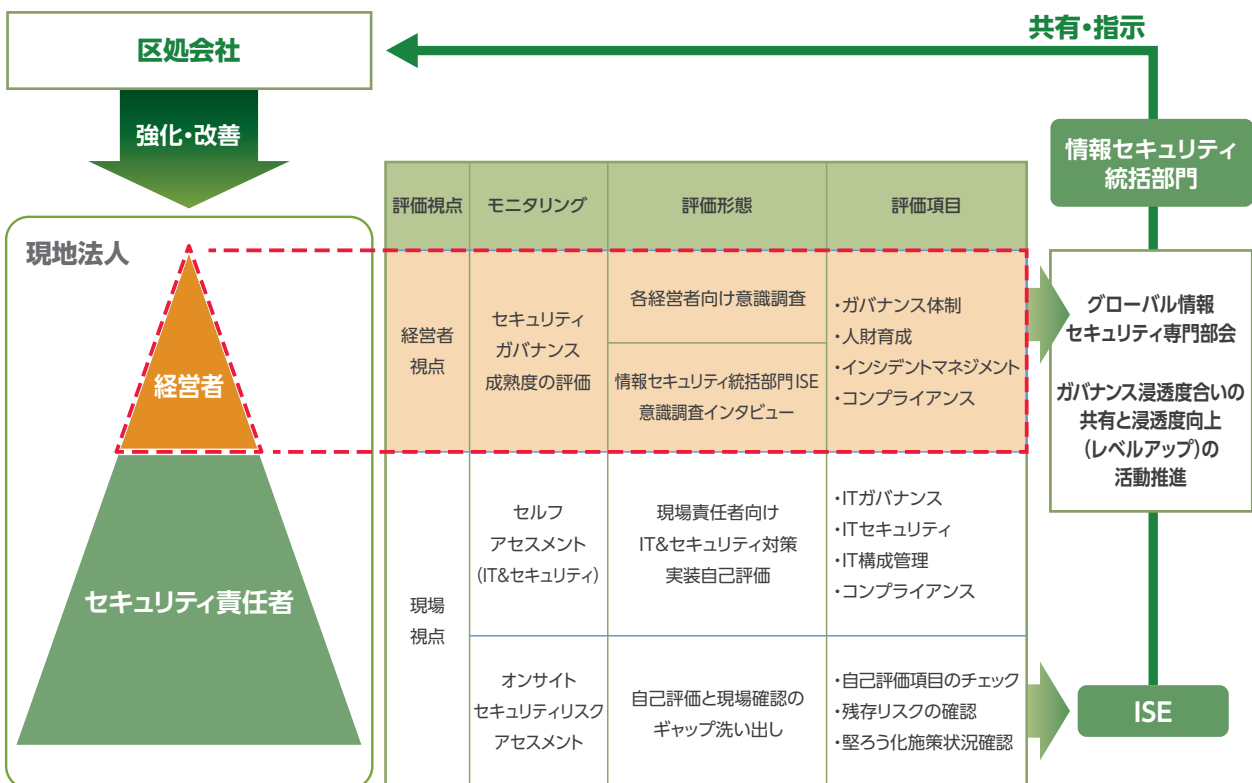 共有・指示
区処会社
強化・改善
情報セキュリティ
統括部門
現地法人
経営者
セキュリティ責任者
評価視点
モニタリング
評価形態
評価項目
経営者
視点
セキュリティ
ガバナンス
成熟度の評価
各経営者向け意識調査
情報セキュリティ統括部門ISE
意識調査インタビュー
・ガバナンス体制
・人財育成
・インシデントマネジメント
・コンプライアンス
現場
視点
セルフ
アセスメント
(IT&セキュリティ)
現場責任者向け
IT&セキュリティ対策
実装自己評価
・ITガバナンス
・ITセキュリティ
・IT構成管理
・コンプライアンス
オンサイト
セキュリティリスク
アセスメント
自己評価と現場確認の
ギャップ洗い出し
・自己評価項目のチェック
・残存リスクの確認
・堅ろう化施策状況確認
グローバル情報
セキュリティ専門部会
ガバナンス浸透度合いの
共有と浸透度向上
(レベルアップ)の
活動推進
ISE